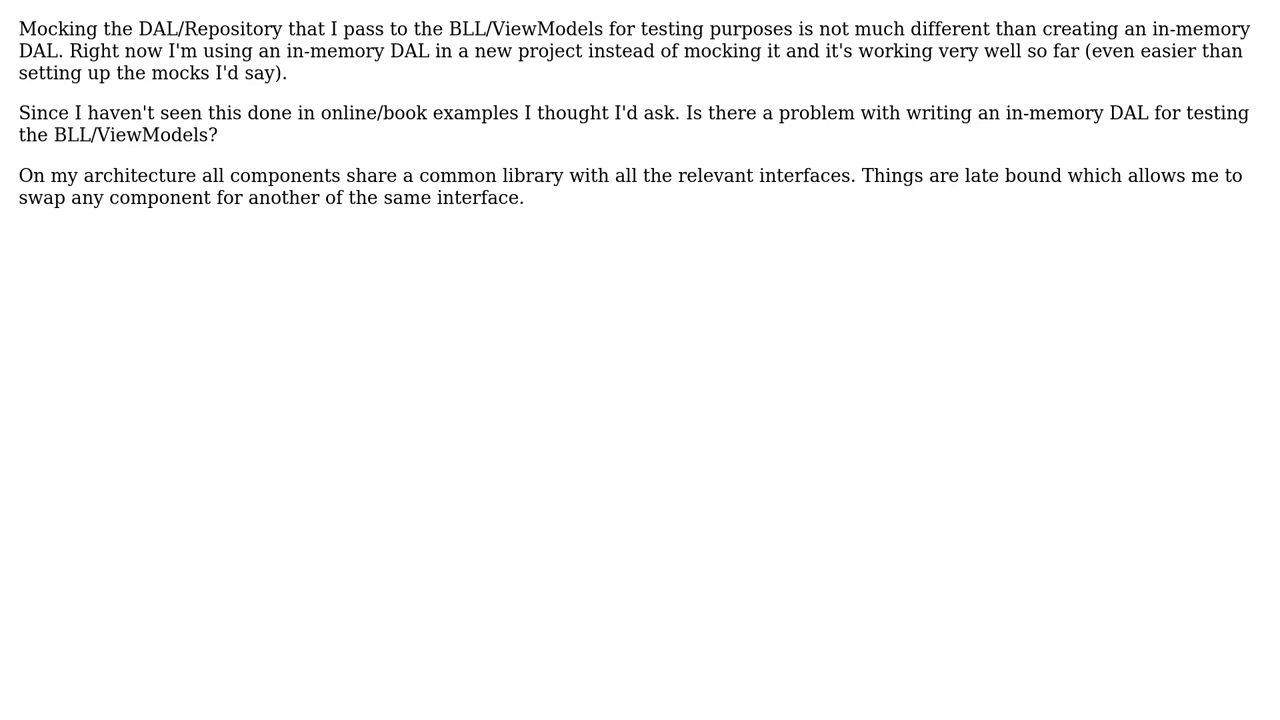 Mocking the DAL/Repository that I pass to the BLL/ViewModels for testing purposes is not much different than creating an in-memory
DAL. Right now I'm using an in-memory DAL in a new project instead of mocking it and it's working very well so far (even easier than
setting up the mocks I'd say).
Since I haven't seen this done in online/book examples I thought I'd ask. Is there a problem with writing an in-memory DAL for testing
the BLL/ViewModels?
On my architecture all components share a common library with all the relevant interfaces. Things are late bound which allows me to
swap any component for another of the same interface.